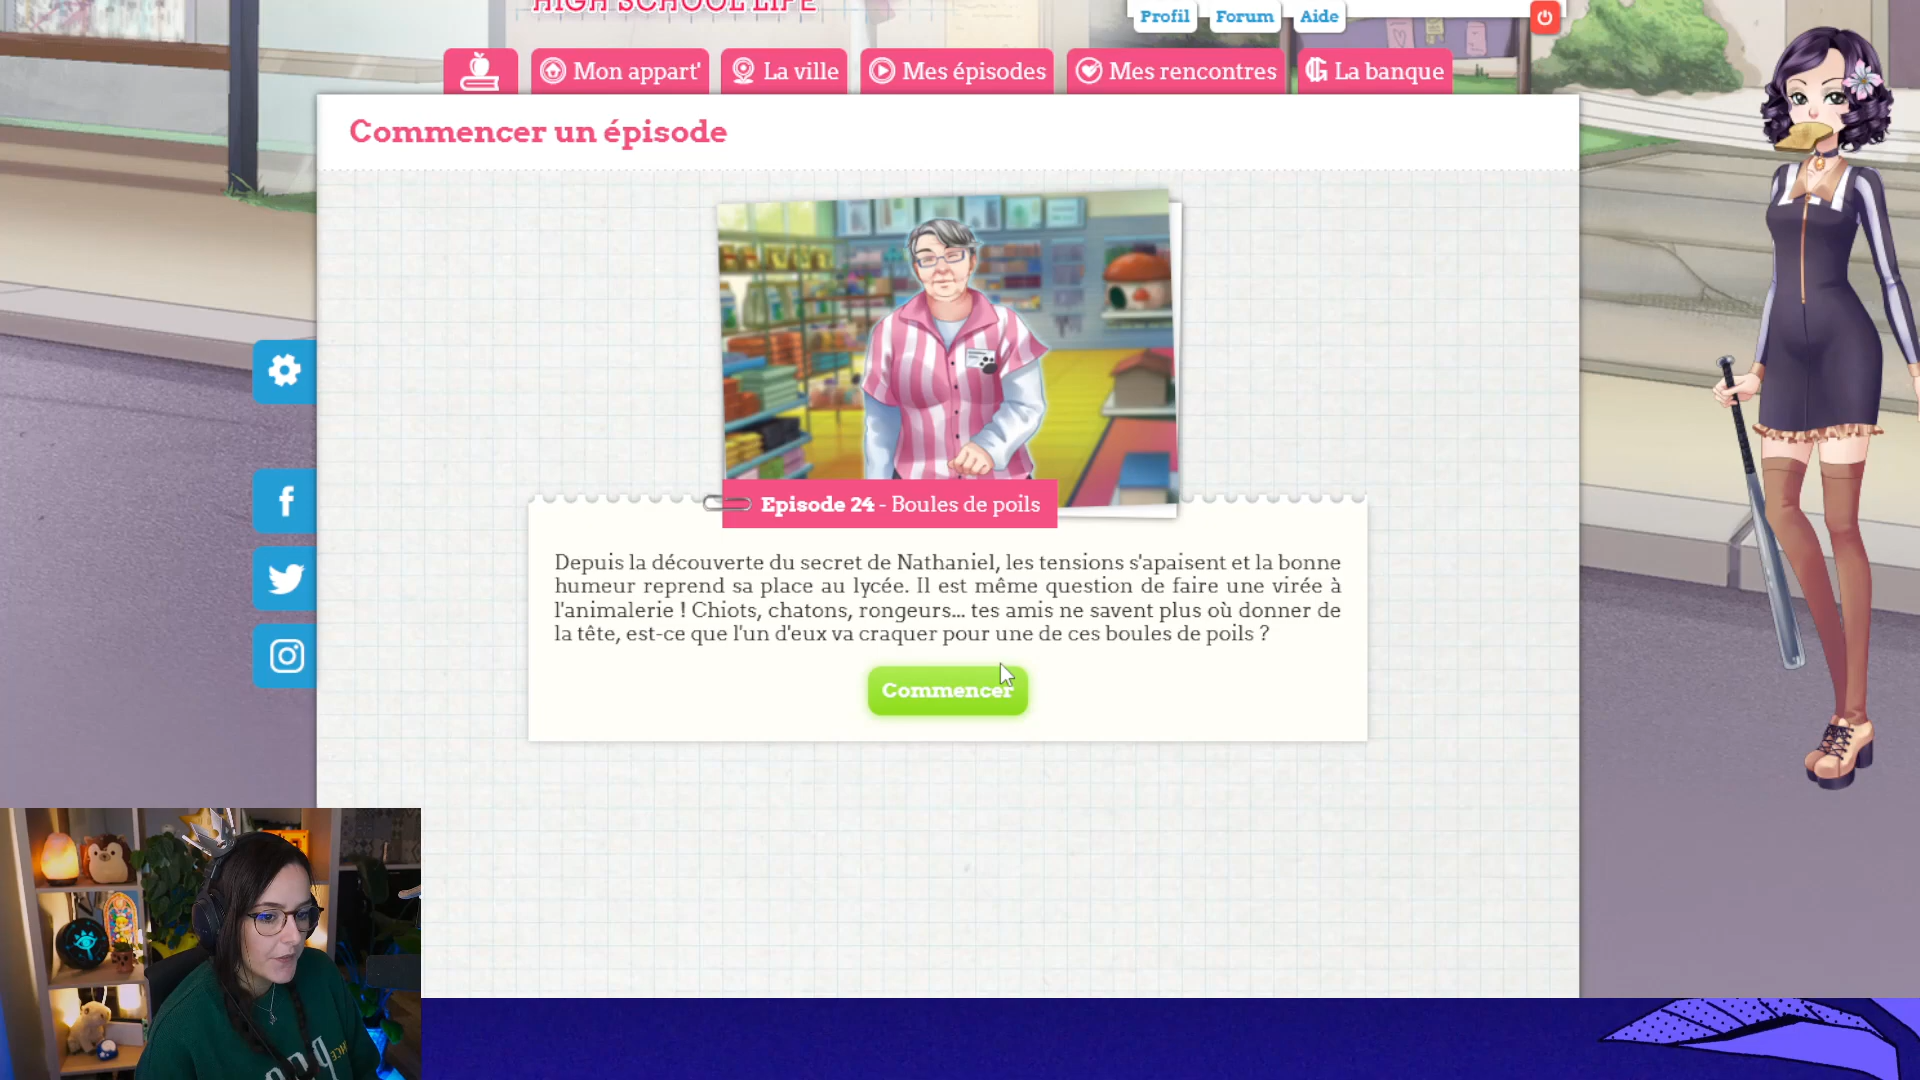 HIGH SCHOOL LIFE
Profil
Forum
Aide
Mon appart'
La ville
Mes épisodes
Mes rencontres
La banque
Commencer un épisode
Episode 24 - Boules de poils
Depuis la découverte du secret de Nathaniel, les tensions s'apaisent et la bonne
humeur reprend sa place au lycée. Il est même question de faire une virée à
l'animalerie ! Chiots, chatons, rongeurs... tes amis ne savent plus où donner de
la tête, est-ce que l'un d'eux va craquer pour une de ces boules de poils ?
Commencer